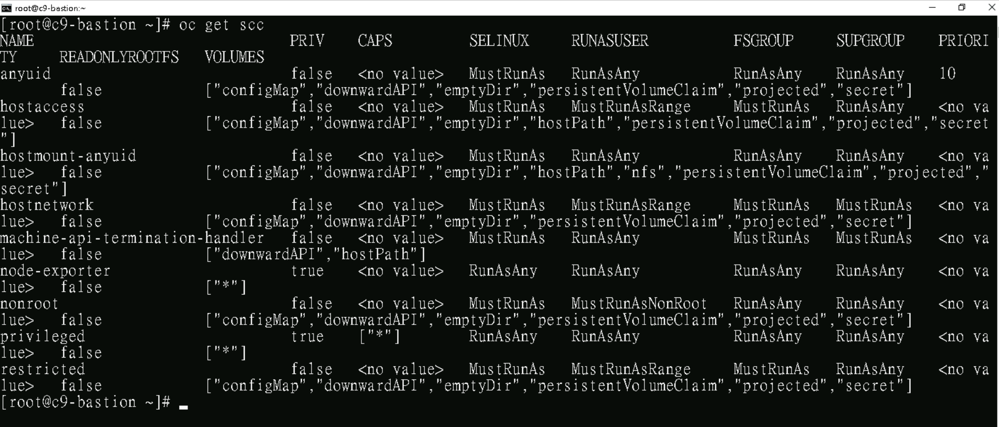 root@c9-bastion:~
[root@c9-bastion ~]# oc get scc
NAME                              PRIV    CAPS         SELINUX     RUNASUSER          FSGROUP     SUPGROUP    PRIORI
TY     READONLYROOTFS   VOLUMES
anyuid                            false   <no value>   MustRunAs   RunAsAny           RunAsAny    RunAsAny    10
       false            ["configMap","downwardAPI","emptyDir","persistentVolumeClaim","projected","secret"]
hostaccess                        false   <no value>   MustRunAs   MustRunAsRange     MustRunAs   RunAsAny    <no va
lue>   false            ["configMap","downwardAPI","emptyDir","hostPath","persistentVolumeClaim","projected","secret
"]
hostmount-anyuid                  false   <no value>   MustRunAs   RunAsAny           RunAsAny    RunAsAny    <no va
lue>   false            ["configMap","downwardAPI","emptyDir","hostPath","nfs","persistentVolumeClaim","projected","
secret"]
hostnetwork                       false   <no value>   MustRunAs   MustRunAsRange     MustRunAs   MustRunAs   <no va
lue>   false            ["configMap","downwardAPI","emptyDir","persistentVolumeClaim","projected","secret"]
machine-api-termination-handler   false   <no value>   MustRunAs   RunAsAny           MustRunAs   MustRunAs   <no va
lue>   false            ["downwardAPI","hostPath"]
node-exporter                     true    <no value>   RunAsAny    RunAsAny           RunAsAny    RunAsAny    <no va
lue>   false            ["*"]
nonroot                           false   <no value>   MustRunAs   MustRunAsNonRoot   RunAsAny    RunAsAny    <no va
lue>   false            ["configMap","downwardAPI","emptyDir","persistentVolumeClaim","projected","secret"]
privileged                        true    ["*"]        RunAsAny    RunAsAny           RunAsAny    RunAsAny    <no va
lue>   false            ["*"]
restricted                        false   <no value>   MustRunAs   MustRunAsRange     MustRunAs   RunAsAny    <no va
lue>   false            ["configMap","downwardAPI","emptyDir","persistentVolumeClaim","projected","secret"]
[root@c9-bastion ~]#